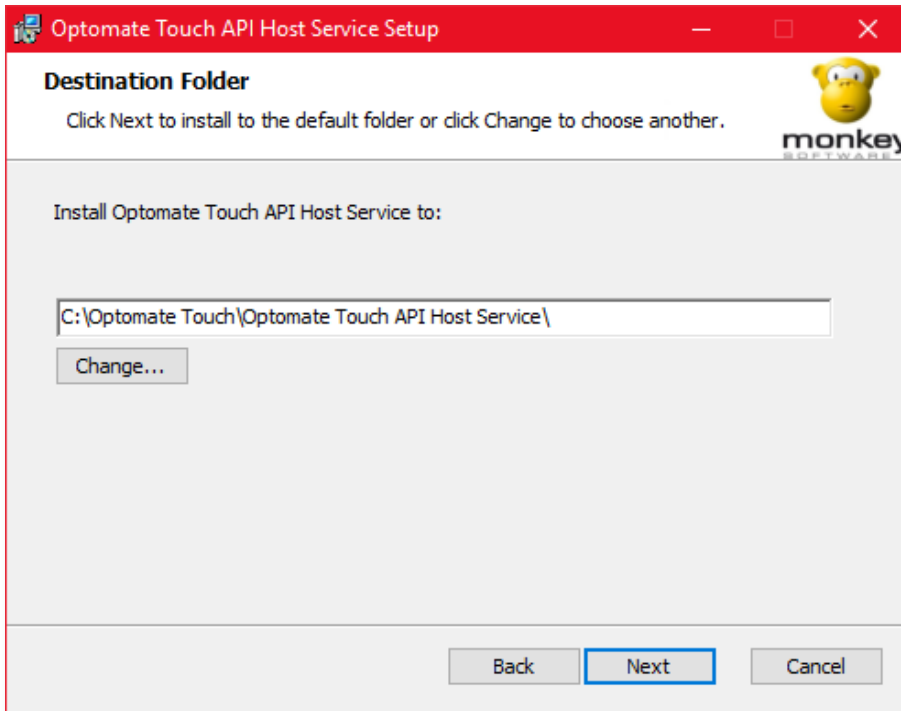 Optomate Touch API Host Service Setup
Destination Folder
Click Next to install to the default folder or click Change to choose another.
monkey
SOFTWARE
Install Optomate Touch API Host Service to:
C:\Optomate Touch\Optomate Touch API Host Service\
Change...
Back Next Cancel